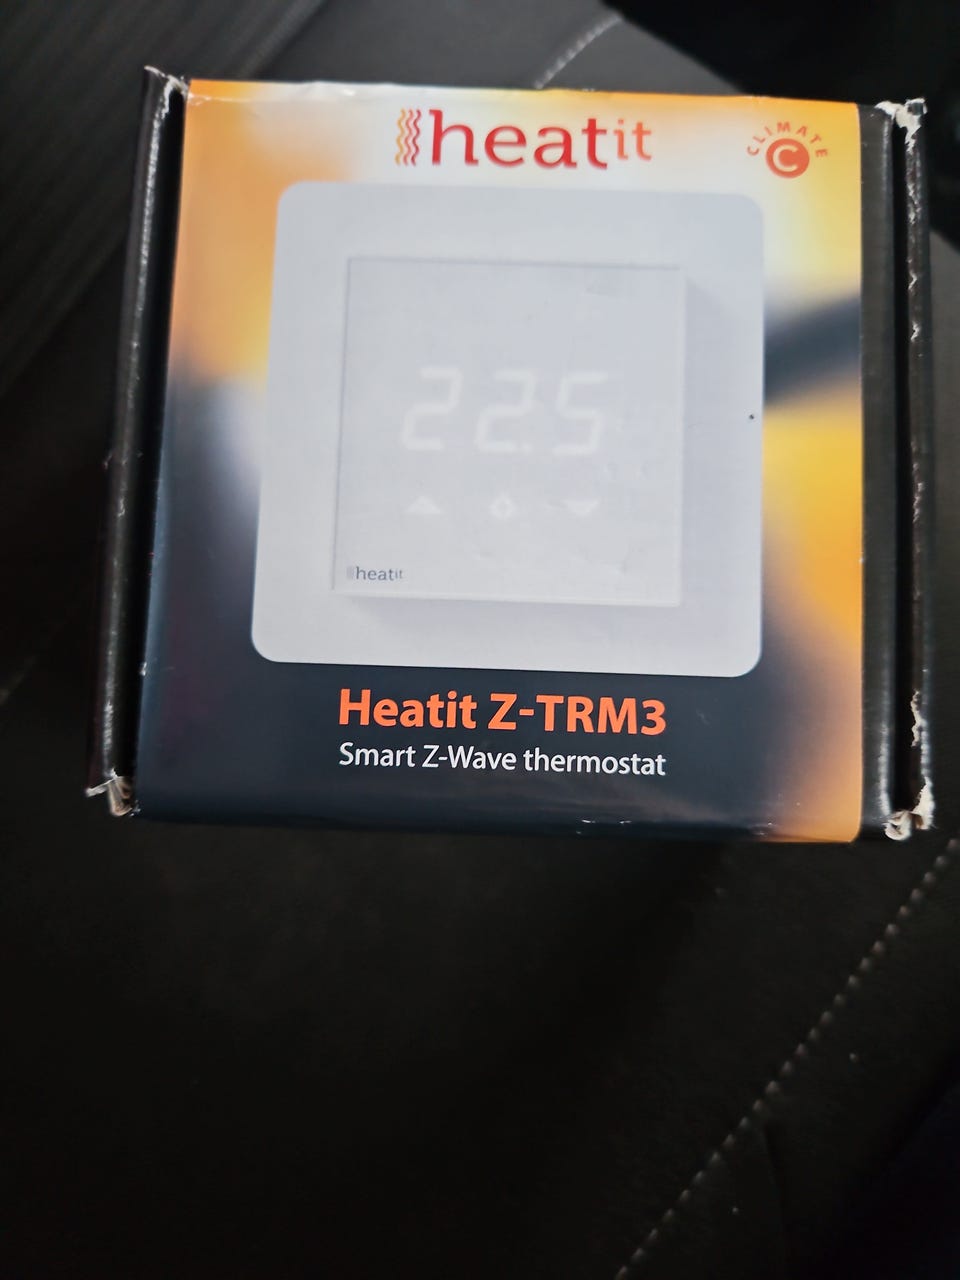 heatit
CLIMATE
C
22.5
heatit
Heatit Z-TRM3
Smart Z-Wave thermostat